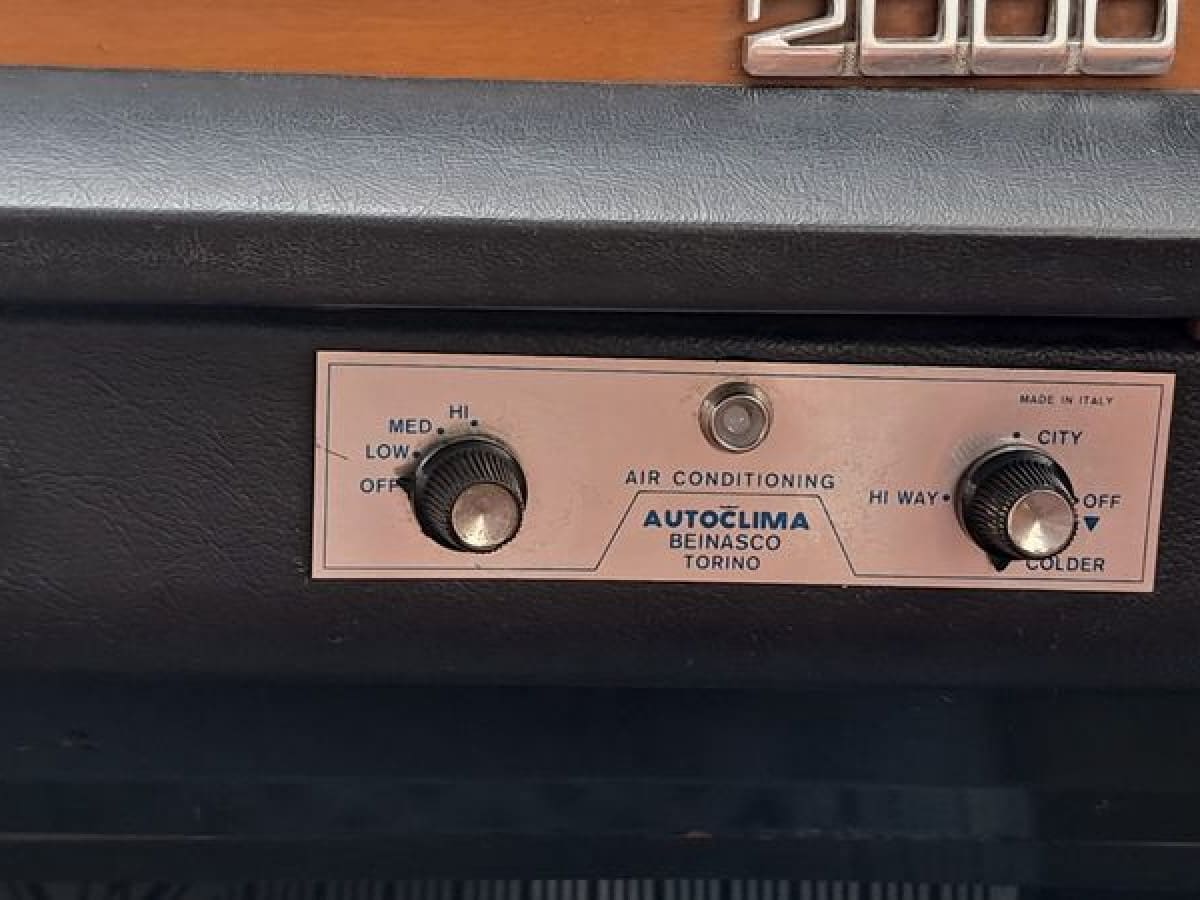 2000
HI
MED
LOW
OFF
AIR CONDITIONING
AUTOCLIMA
BEINASCO
TORINO
MADE IN ITALY
CITY
HI WAY
OFF
COLDER